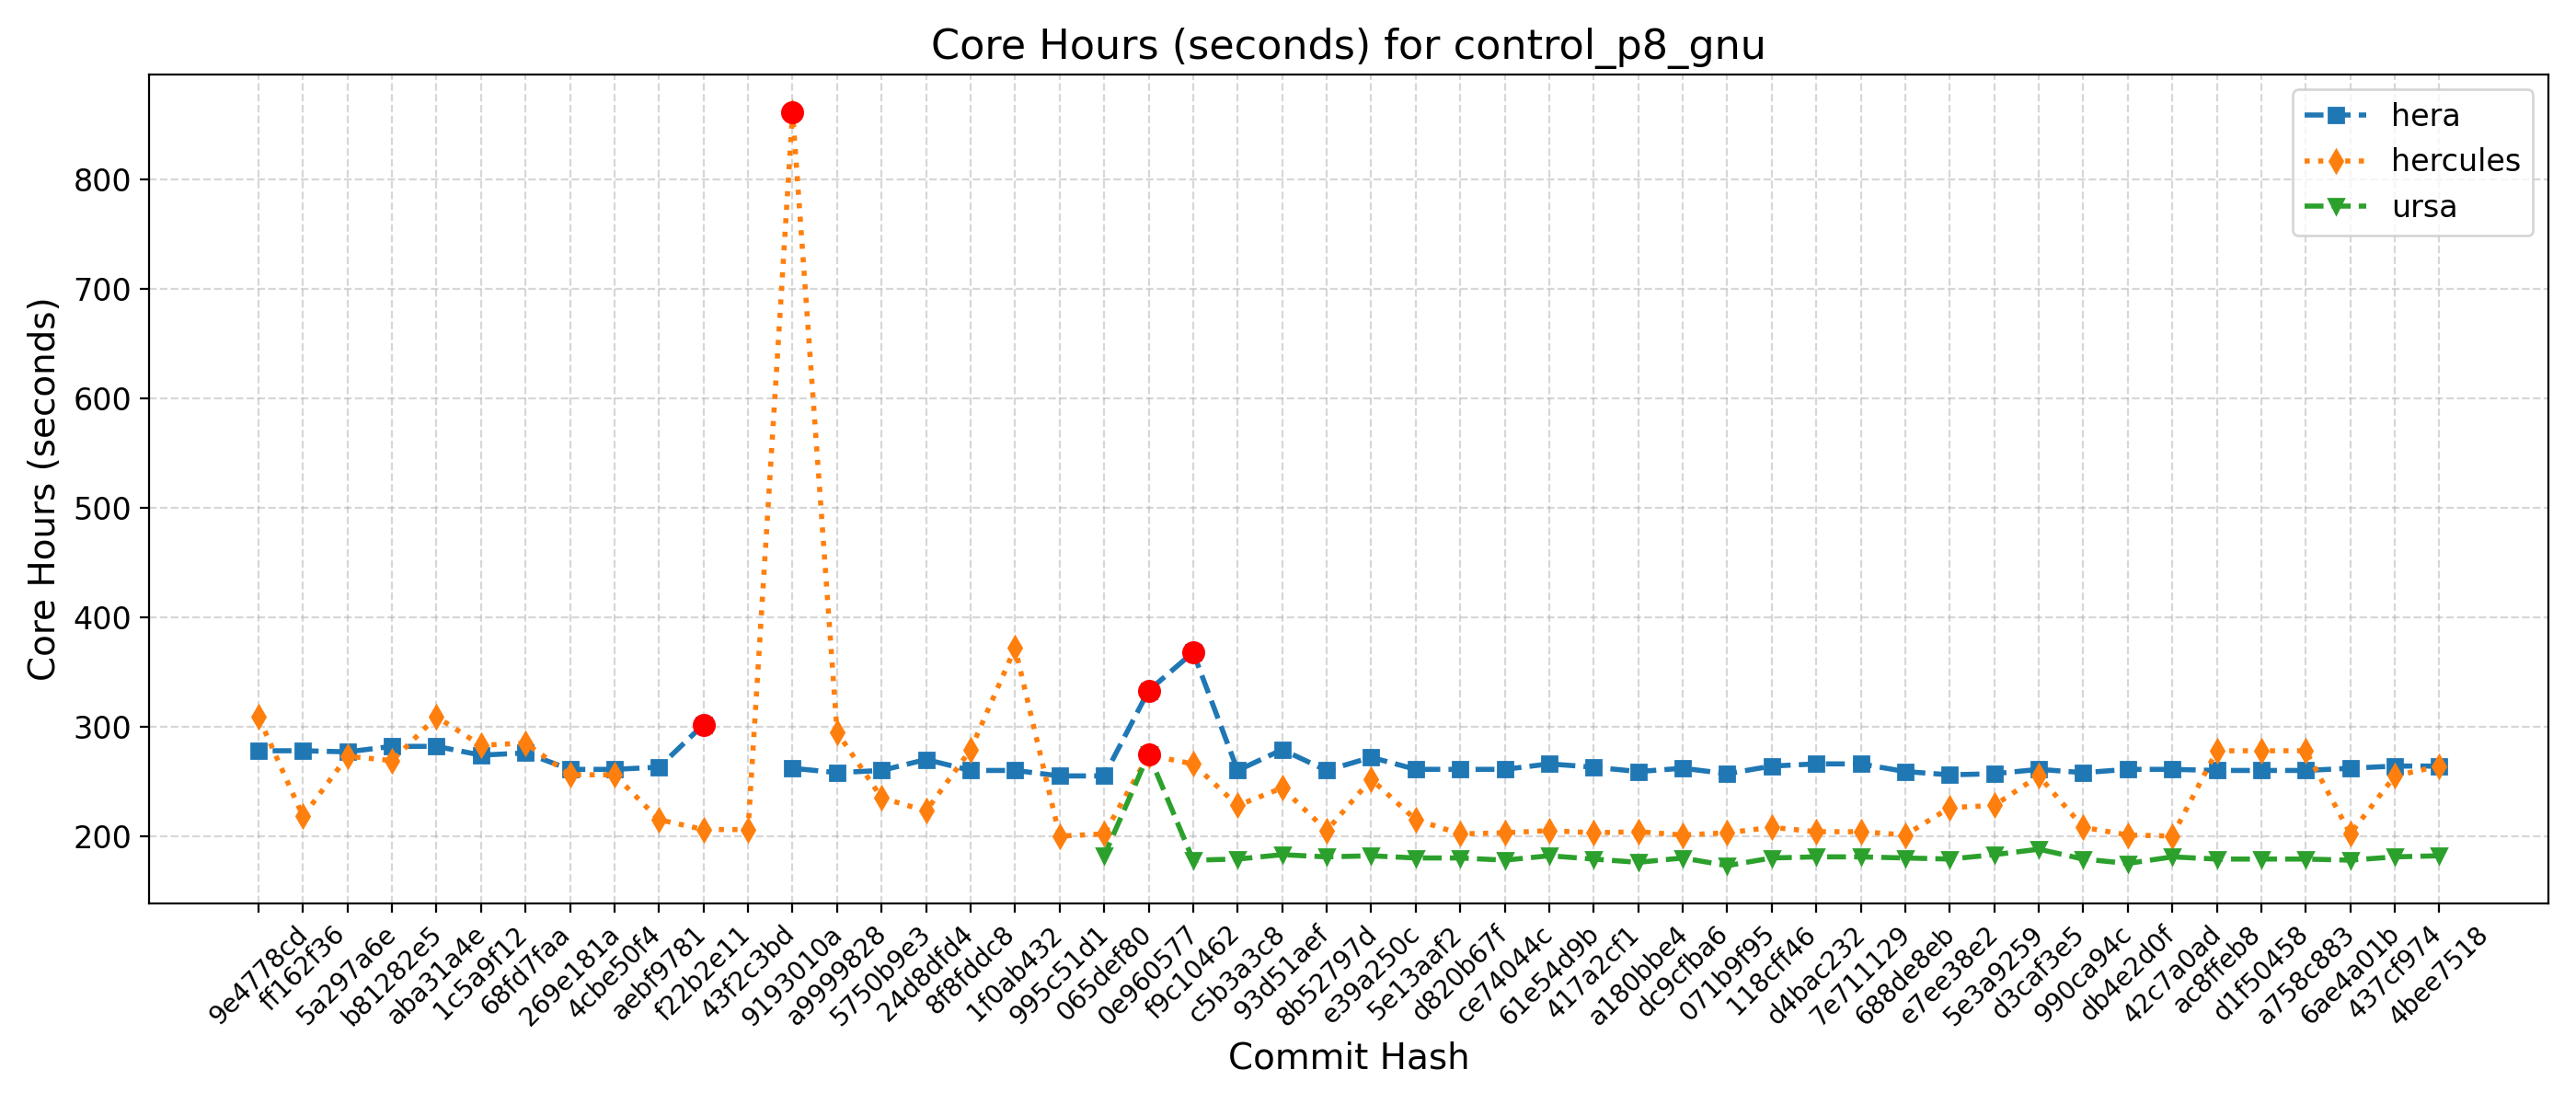 Core Hours (seconds) for control_p8_gnu
hera
hercules
ursa
Core Hours (seconds)
800
700
600
500
400
300
200
9e4778cd
ff162f36
5a297a6e
b81282e5
aba31a4e
1c5a9f12
68fd7faa
269e181a
4cbe50f4
aebf9781
f22b2e11
43f2c3bd
9193010a
a9999828
5750b9e3
24d8dfd4
8f8fddc8
1f0ab432
995c51d1
065def80
0e960577
f9c10462
c5b3a3c8
93d51aef
8b52797d
e39a250c
5e13aaf2
d820b67f
ce74044c
61e54d9b
417a2cf1
a180bbe4
dc9cfba6
071b9f95
118cff46
d4bac232
7e711129
688de8eb
e7ee38e2
5e3a9259
d3caf3e5
990ca94c
db4e2d0f
42c7a0ad
ac8ffeb8
d1f50458
a758c883
6ae4a01b
437cf974
4bee7518
Commit Hash